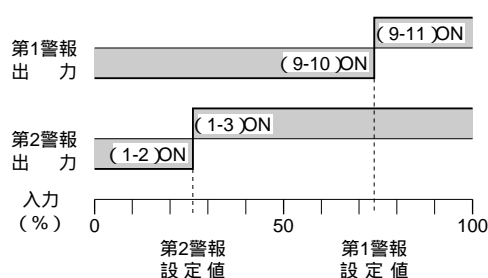 (9-11)ON
第1警報
出 力
(9-10)ON
(1-3)ON
第2警報
出 力
(1-2)ON
入力
(%)
0 50 100
第2警報 第1警報
設定値 設定値